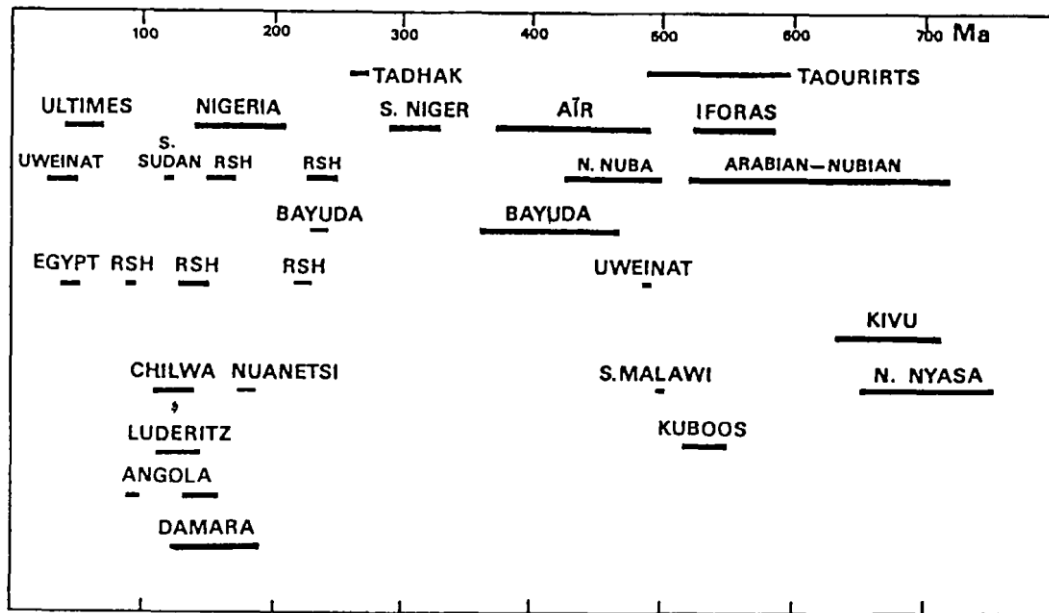 100 200 300 400 500 600 700 Ma
TADHAK TAOURIRTS
ULTIMES NIGERIA S. NIGER AÏR IFORAS
S.
UWEINAT SUDAN RSH RSH N. NUBA ARABIAN–NUBIAN
BAYUDA BAYUDA
EGYPT RSH RSH RSH UWEINAT
KIVU
CHILWA NUANETSI S.MALAWI N. NYASA
LUDERITZ KUBOOS
ANGOLA
DAMARA